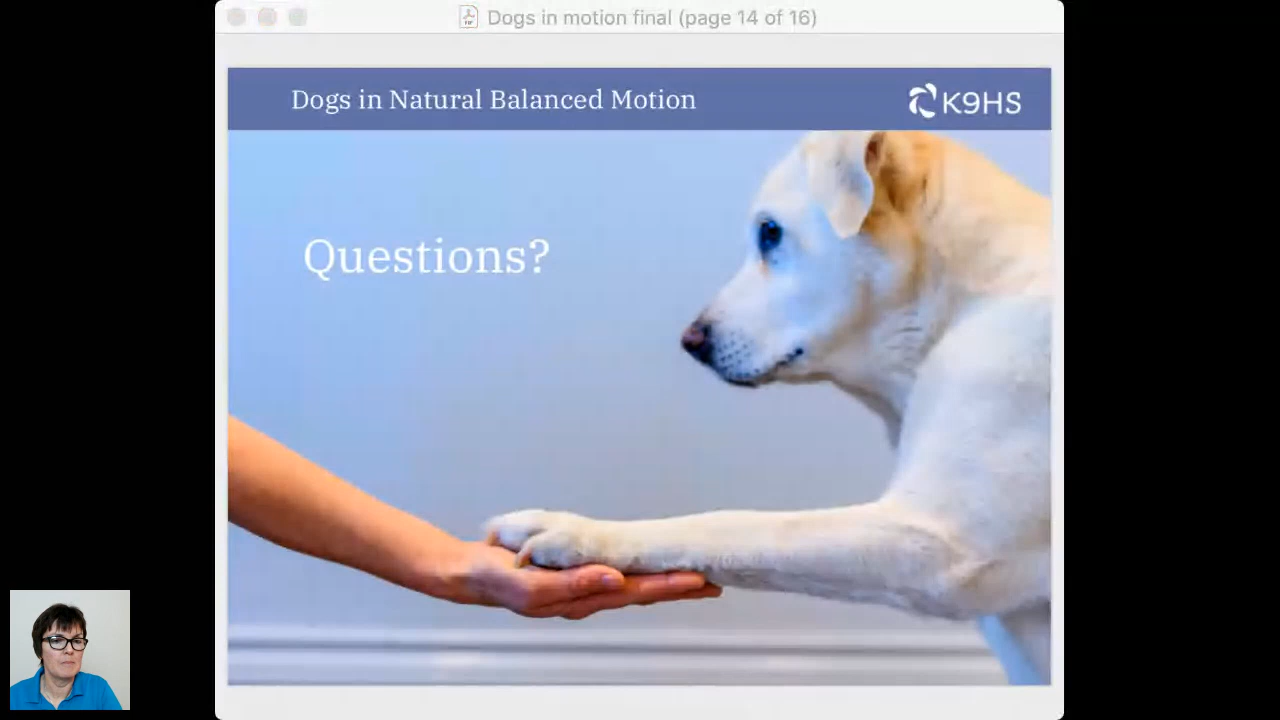 Dogs in motion final (page 14 of 16)
Dogs in Natural Balanced Motion
K9HS
Questions?